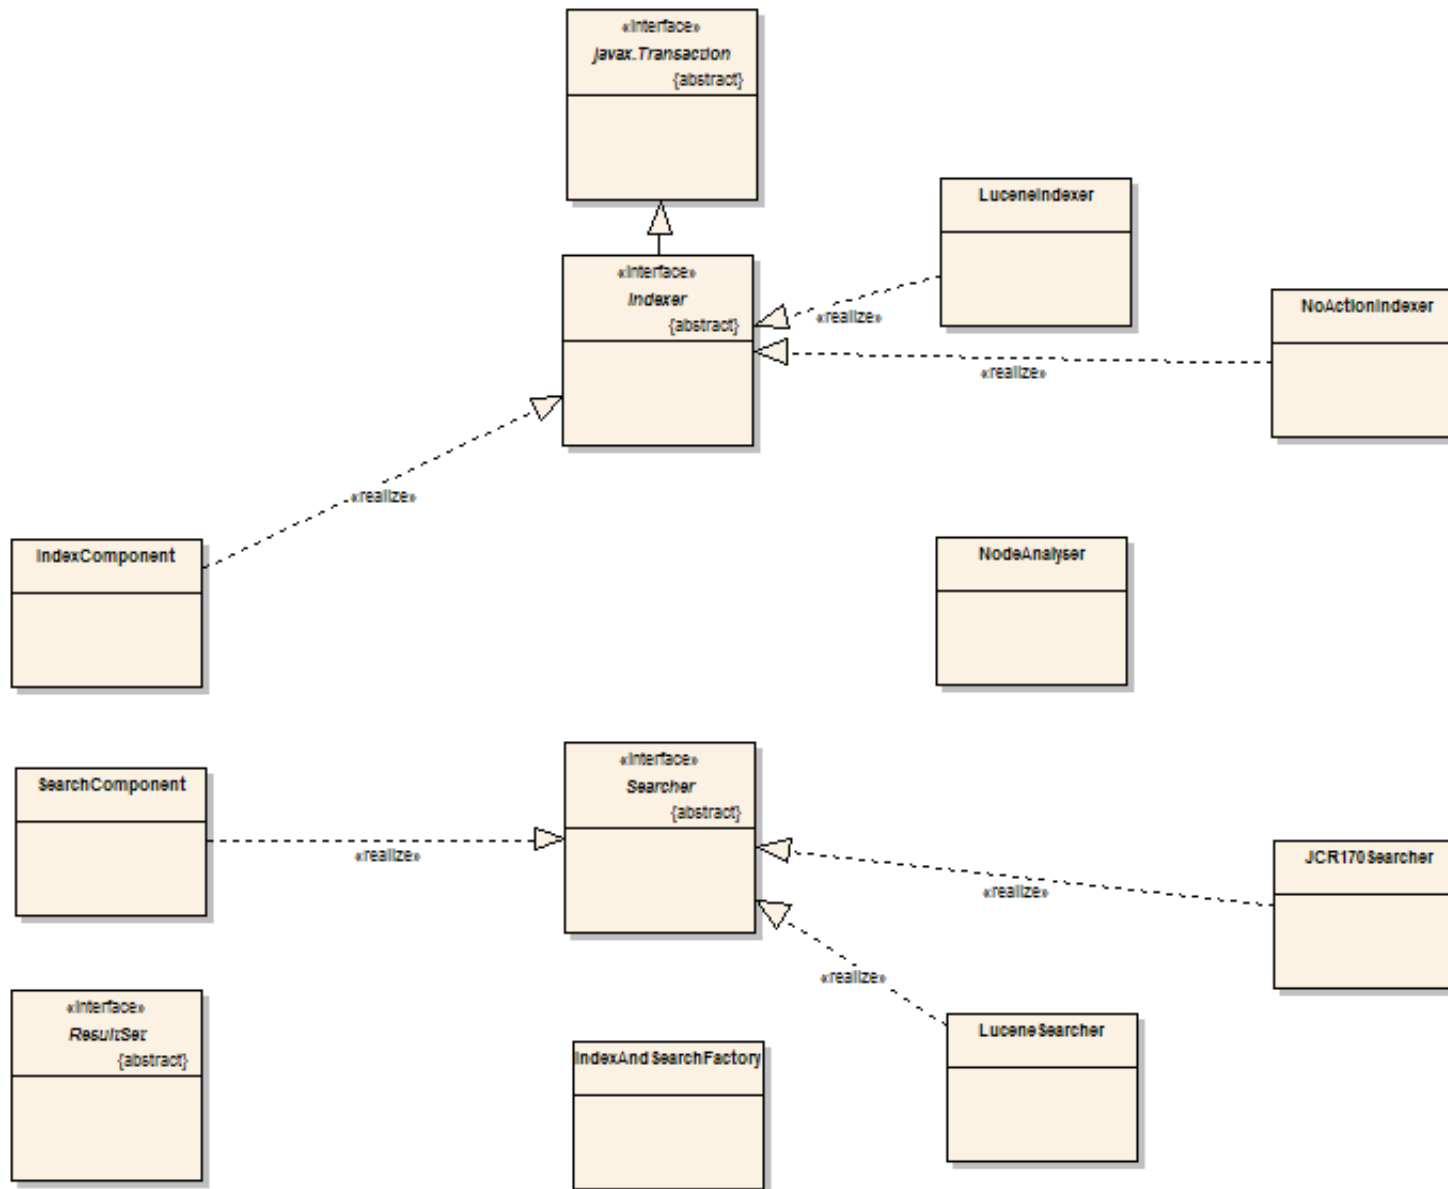 «interface»
javax.Transaction
{abstract}
LuceneIndexer
«interface»
Indexer
{abstract}
«realize»
NoActionIndexer
«realize»
«realize»
IndexComponent
NodeAnalyser
«interface»
Searcher
{abstract}
SearchComponent
«realize»
JCR170Searcher
«realize»
«realize»
«interface»
ResultSet
{abstract}
IndexAndSearchFactory
LuceneSearcher